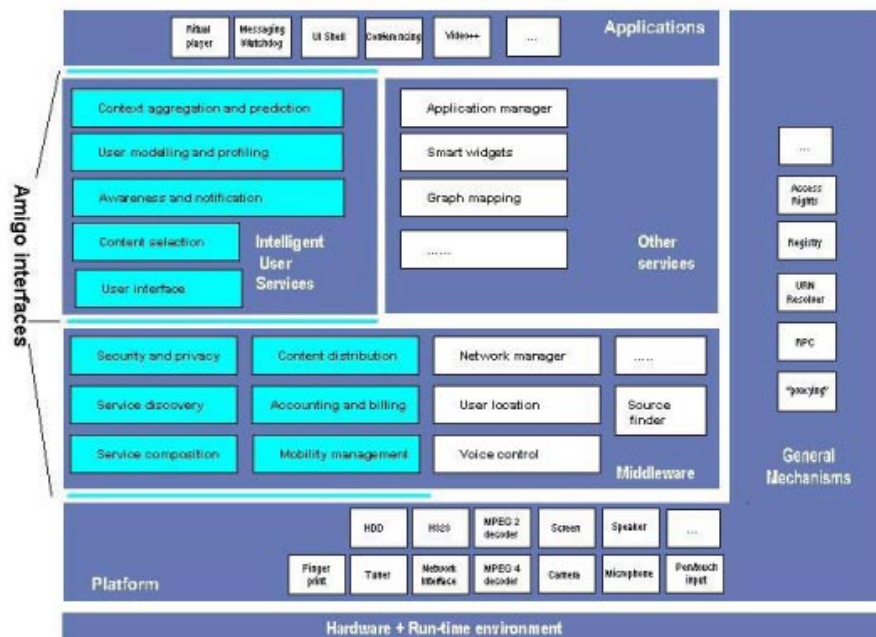 Ritual player
Messaging Watchdog
UI Shell
Conferencing
Video++
...
Applications
Amigo interfaces
Context aggregation and prediction
User modelling and profiling
Awareness and notification
Content selection
User interface
Intelligent
User
Services
Application manager
Smart widgets
Graph mapping
......
Other
services
Security and privacy
Content distribution
Network manager
.....
Service discovery
Accounting and billing
User location
Source
finder
Service composition
Mobility management
Voice control
Middleware
...
Access
Rights
Registry
URN
Resolver
RPC
"proxying"
General
Mechanisms
HDD
H323
MPEG 2
decoder
Screen
Speaker
...
Finger
print
Tuner
Network
Interface
MPEG 4
decoder
Camera
Microphone
Pen/touch
input
Platform
Hardware + Run-time environment